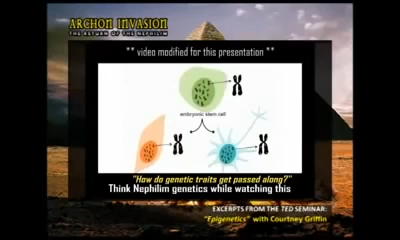 ARCHON INVASION
THE RETURN OF THE NEPHILIM
** video modified for this presentation **
embryonic stem cell
"How do genetic traits get passed along?"
Think Nephilim genetics while watching this
EXCERPTS FROM THE TED SEMINAR:
"Epigenetics" with Courtney Griffin